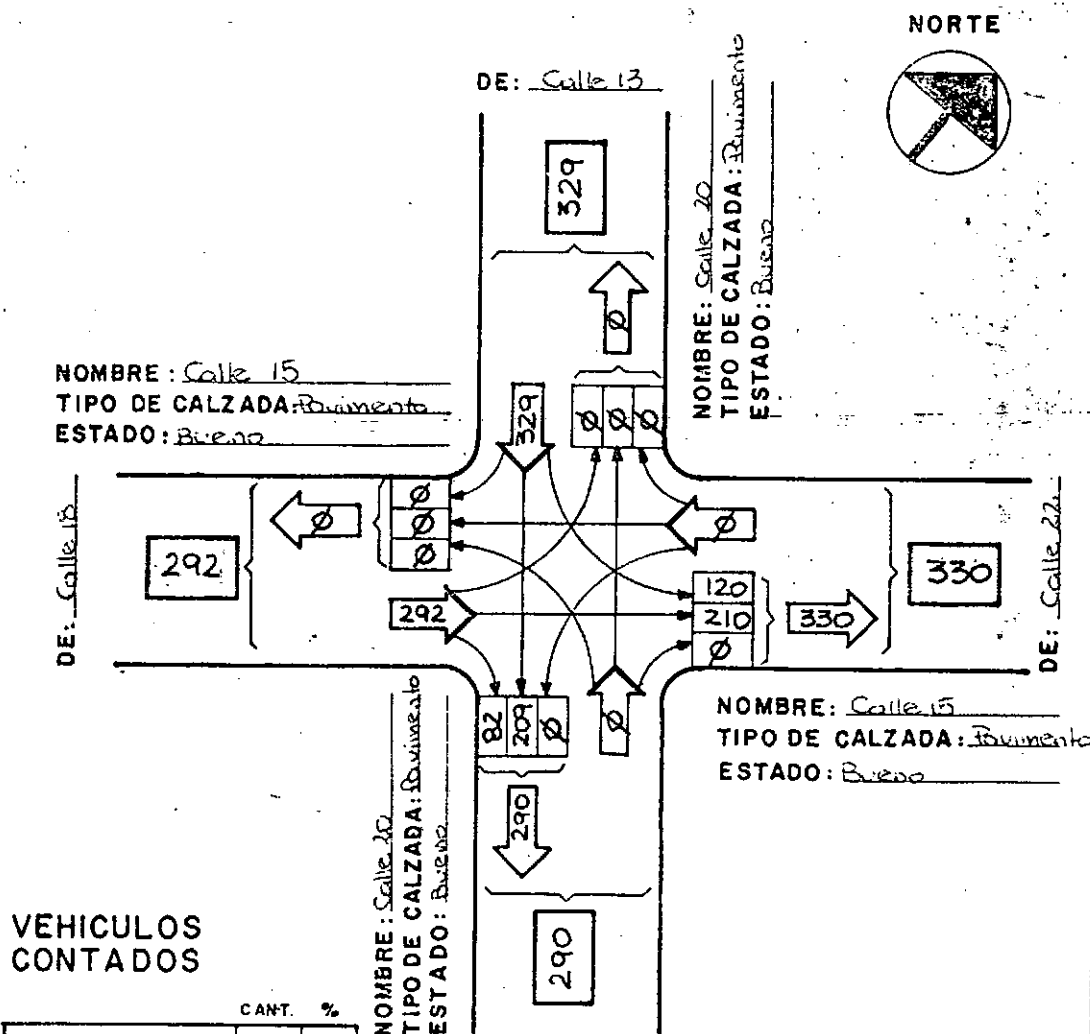 NORTE
DE: Calle 13
329
NOMBRE: Calle 20
TIPO DE CALZADA: Pavimento
ESTADO: Bueno
Ø
NOMBRE: Calle 15
TIPO DE CALZADA: Pavimento
ESTADO: Bueno
329
Ø Ø Ø
DE: Calle 18
292
Ø
Ø
Ø
Ø
Ø
330
DE: Calle 22
292
120
210
Ø
330
82 209 Ø
Ø
NOMBRE: Calle 15
TIPO DE CALZADA: Pavimento
ESTADO: Bueno
290
NOMBRE: Calle 20
TIPO DE CALZADA: Pavimento
ESTADO: Bueno
290
VEHICULOS
CONTADOS
CANT. %